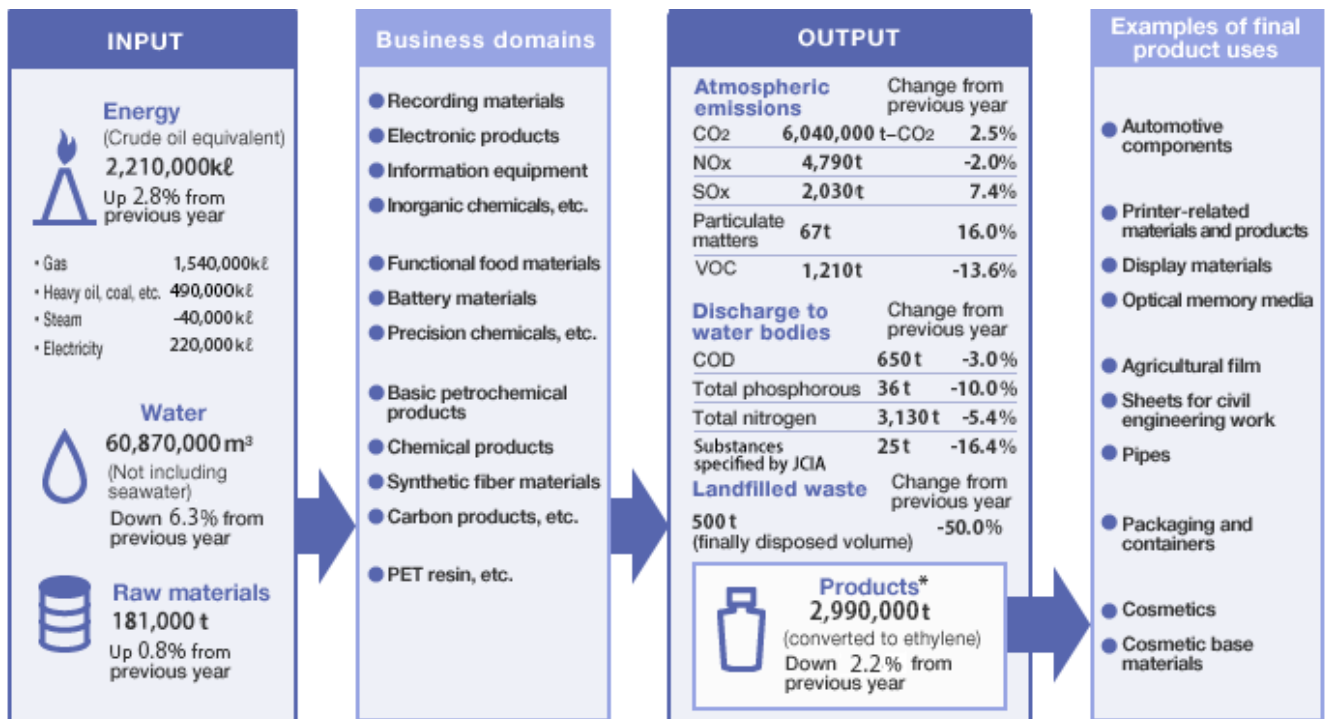 INPUT
Energy
(Crude oil equivalent)
2,210,000kℓ
Up 2.8% from
previous year
・Gas 1,540,000kℓ
・Heavy oil, coal, etc. 490,000kℓ
・Steam -40,000kℓ
・Electricity 220,000kℓ
Water
60,870,000 m³
(Not including
seawater)
Down 6.3% from
previous year
Raw materials
181,000 t
Up 0.8% from
previous year
Business domains
●Recording materials
●Electronic products
●Information equipment
●Inorganic chemicals, etc.
●Functional food materials
●Battery materials
●Precision chemicals, etc.
●Basic petrochemical
products
●Chemical products
●Synthetic fiber materials
●Carbon products, etc.
●PET resin, etc.
OUTPUT
Atmospheric Change from
emissions previous year
CO2 6,040,000 t–CO2 2.5%
NOx 4,790t -2.0%
SOx 2,030t 7.4%
Particulate
matters 67t 16.0%
VOC 1,210t -13.6%
Discharge to Change from
water bodies previous year
COD 650t -3.0%
Total phosphorous 36t -10.0%
Total nitrogen 3,130t -5.4%
Substances 25t -16.4%
specified by JCIA
Landfilled waste Change from
previous year
500t -50.0%
(finally disposed volume)
Products*
2,990,000t
(converted to ethylene)
Down 2.2% from
previous year
Examples of final
product uses
●Automotive
components
●Printer-related
materials and products
●Display materials
●Optical memory media
●Agricultural film
●Sheets for civil
engineering work
●Pipes
●Packaging and
containers
●Cosmetics
●Cosmetic base
materials